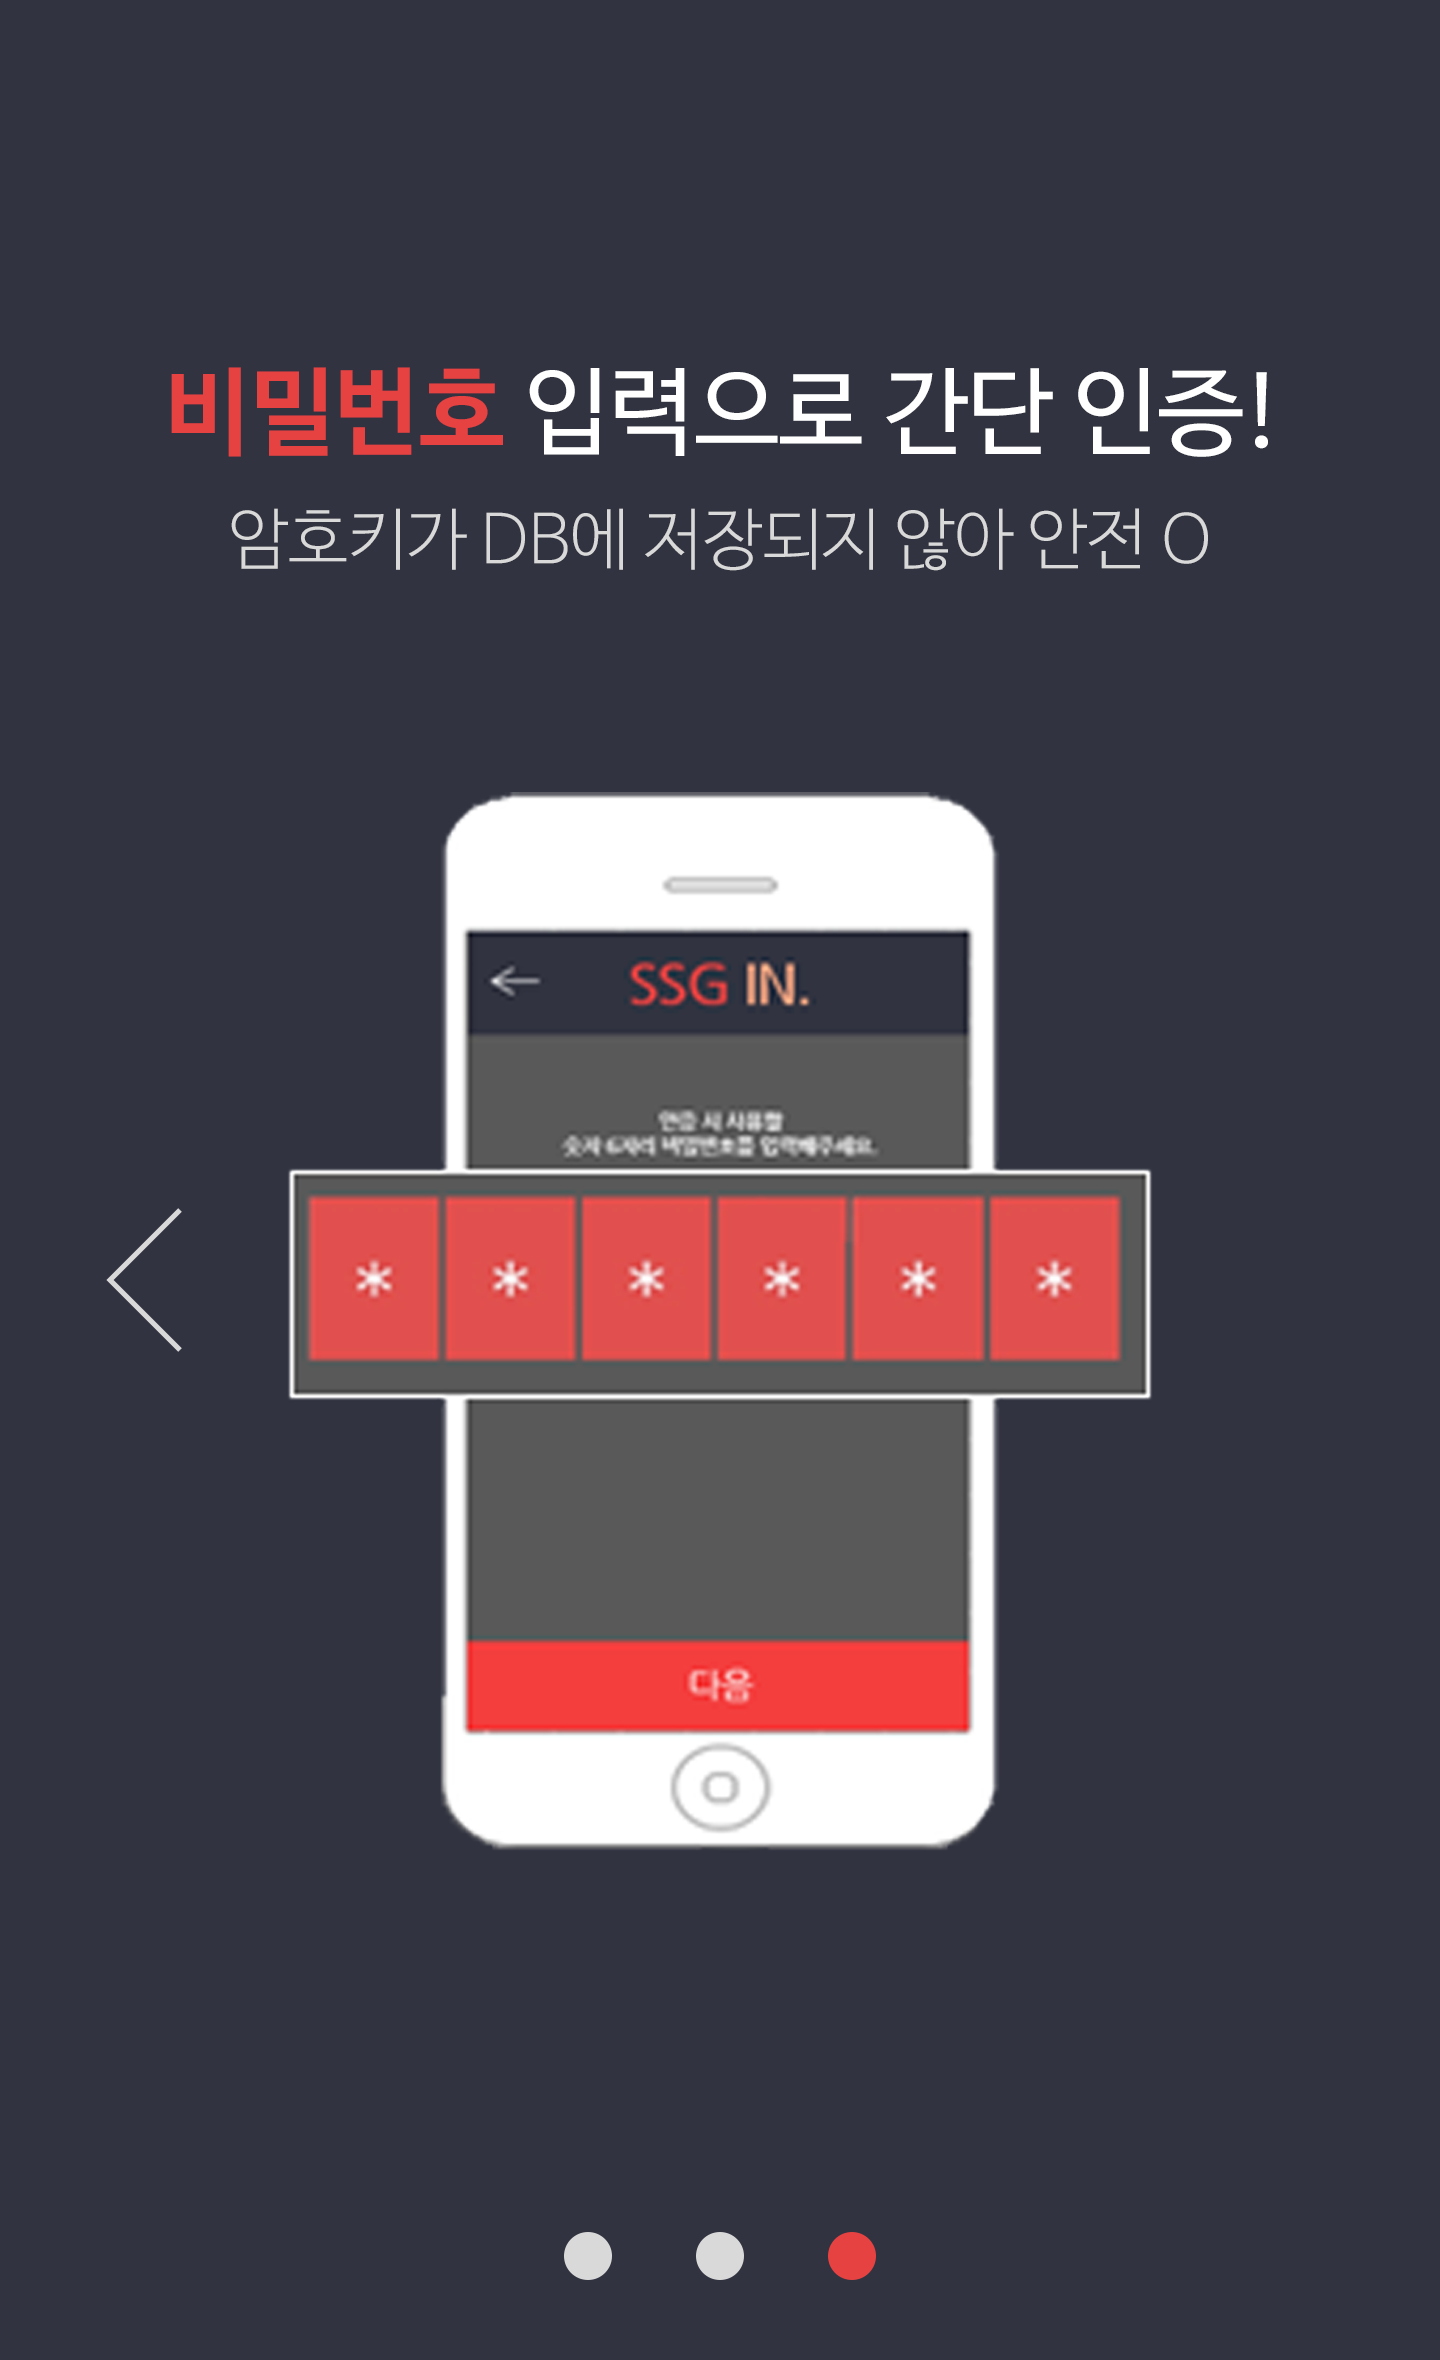 비밀번호 입력으로 간단 인증!
암호키가 DB에 저장되지 않아 안전 O
SSG IN.
인증 시 사용할
숫자 6자리 비밀번호를 입력해주세요.
* * * * * *
다음